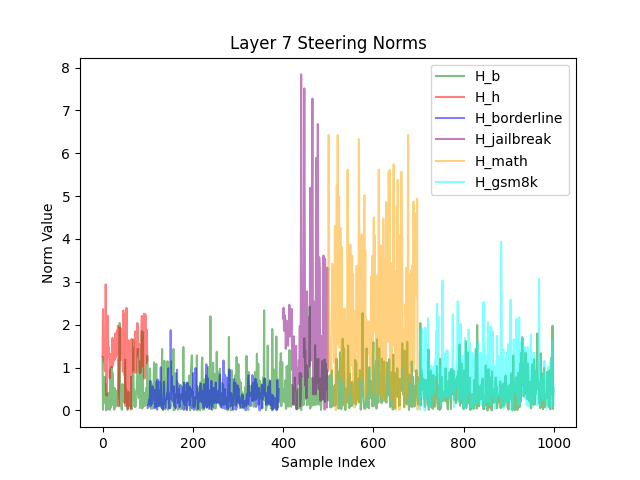 Layer 7 Steering Norms
H_b
H_h
H_borderline
H_jailbreak
H_math
H_gsm8k
Norm Value
8
7
6
5
4
3
2
1
0
0 200 400 600 800 1000
Sample Index